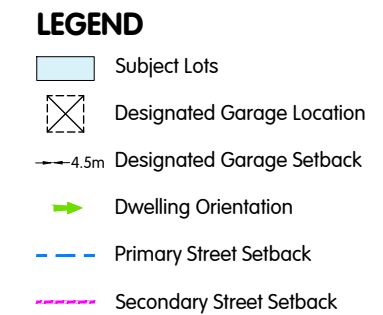 LEGEND
Subject Lots
Designated Garage Location
4.5m Designated Garage Setback
Dwelling Orientation
Primary Street Setback
Secondary Street Setback